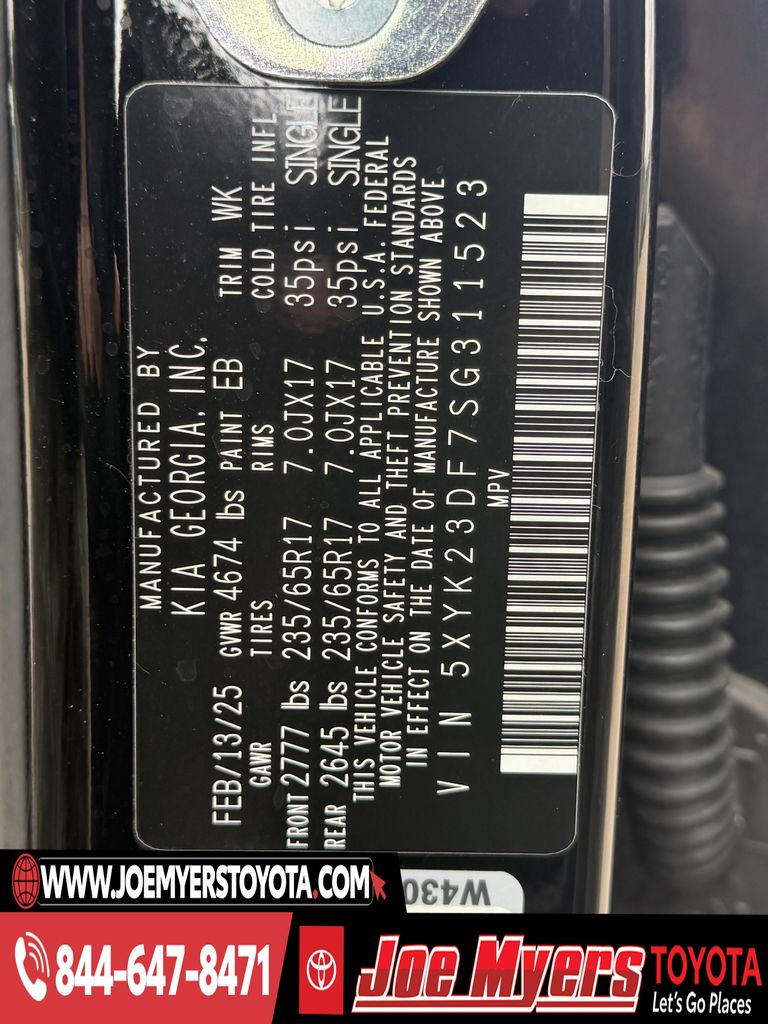 MANUFACTURED BY
KIA GEORGIA, INC.
FEB/13/25 GVWR 4674 lbs PAINT EB TRIM WK
GAWR TIRES RIMS COLD TIRE INFL
FRONT 2777 lbs 235/65R17 7.0JX17 35psi SINGLE
REAR 2645 lbs 235/65R17 7.0JX17 35psi SINGLE
THIS VEHICLE CONFORMS TO ALL APPLICABLE U.S.A. FEDERAL
MOTOR VEHICLE SAFETY AND THEFT PREVENTION STANDARDS
IN EFFECT ON THE DATE OF MANUFACTURE SHOWN ABOVE
VIN 5XYK23DF7SG311523
MPV
W430
WWW.JOEMYERSTOYOTA.COM
844-647-8471
Joe Myers TOYOTA
Let's Go Places